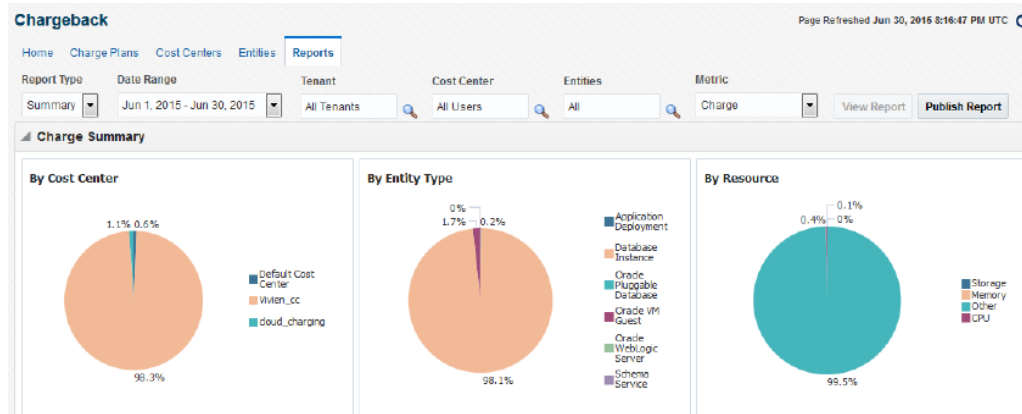 Chargeback
Page Refreshed Jun 30, 2015 8:16:47 PM UTC
Home Charge Plans Cost Centers Entities Reports
Report Type Date Range Tenant Cost Center Entities Metric
Summary Jun 1, 2015 - Jun 30, 2015 All Tenants All Users All Charge View Report Publish Report
Charge Summary
By Cost Center
1.1% 0.6%
98.3%
Default Cost
Center
Vivien_cc
cloud_charging
By Entity Type
0%
1.7% 0.2%
98.1%
Application
Deployment
Database
Instance
Oracle
Pluggable
Database
Oracle VM
Guest
Oracle
WebLogic
Server
Schema
Service
By Resource
0.1%
0.4% 0%
99.5%
Storage
Memory
Other
CPU